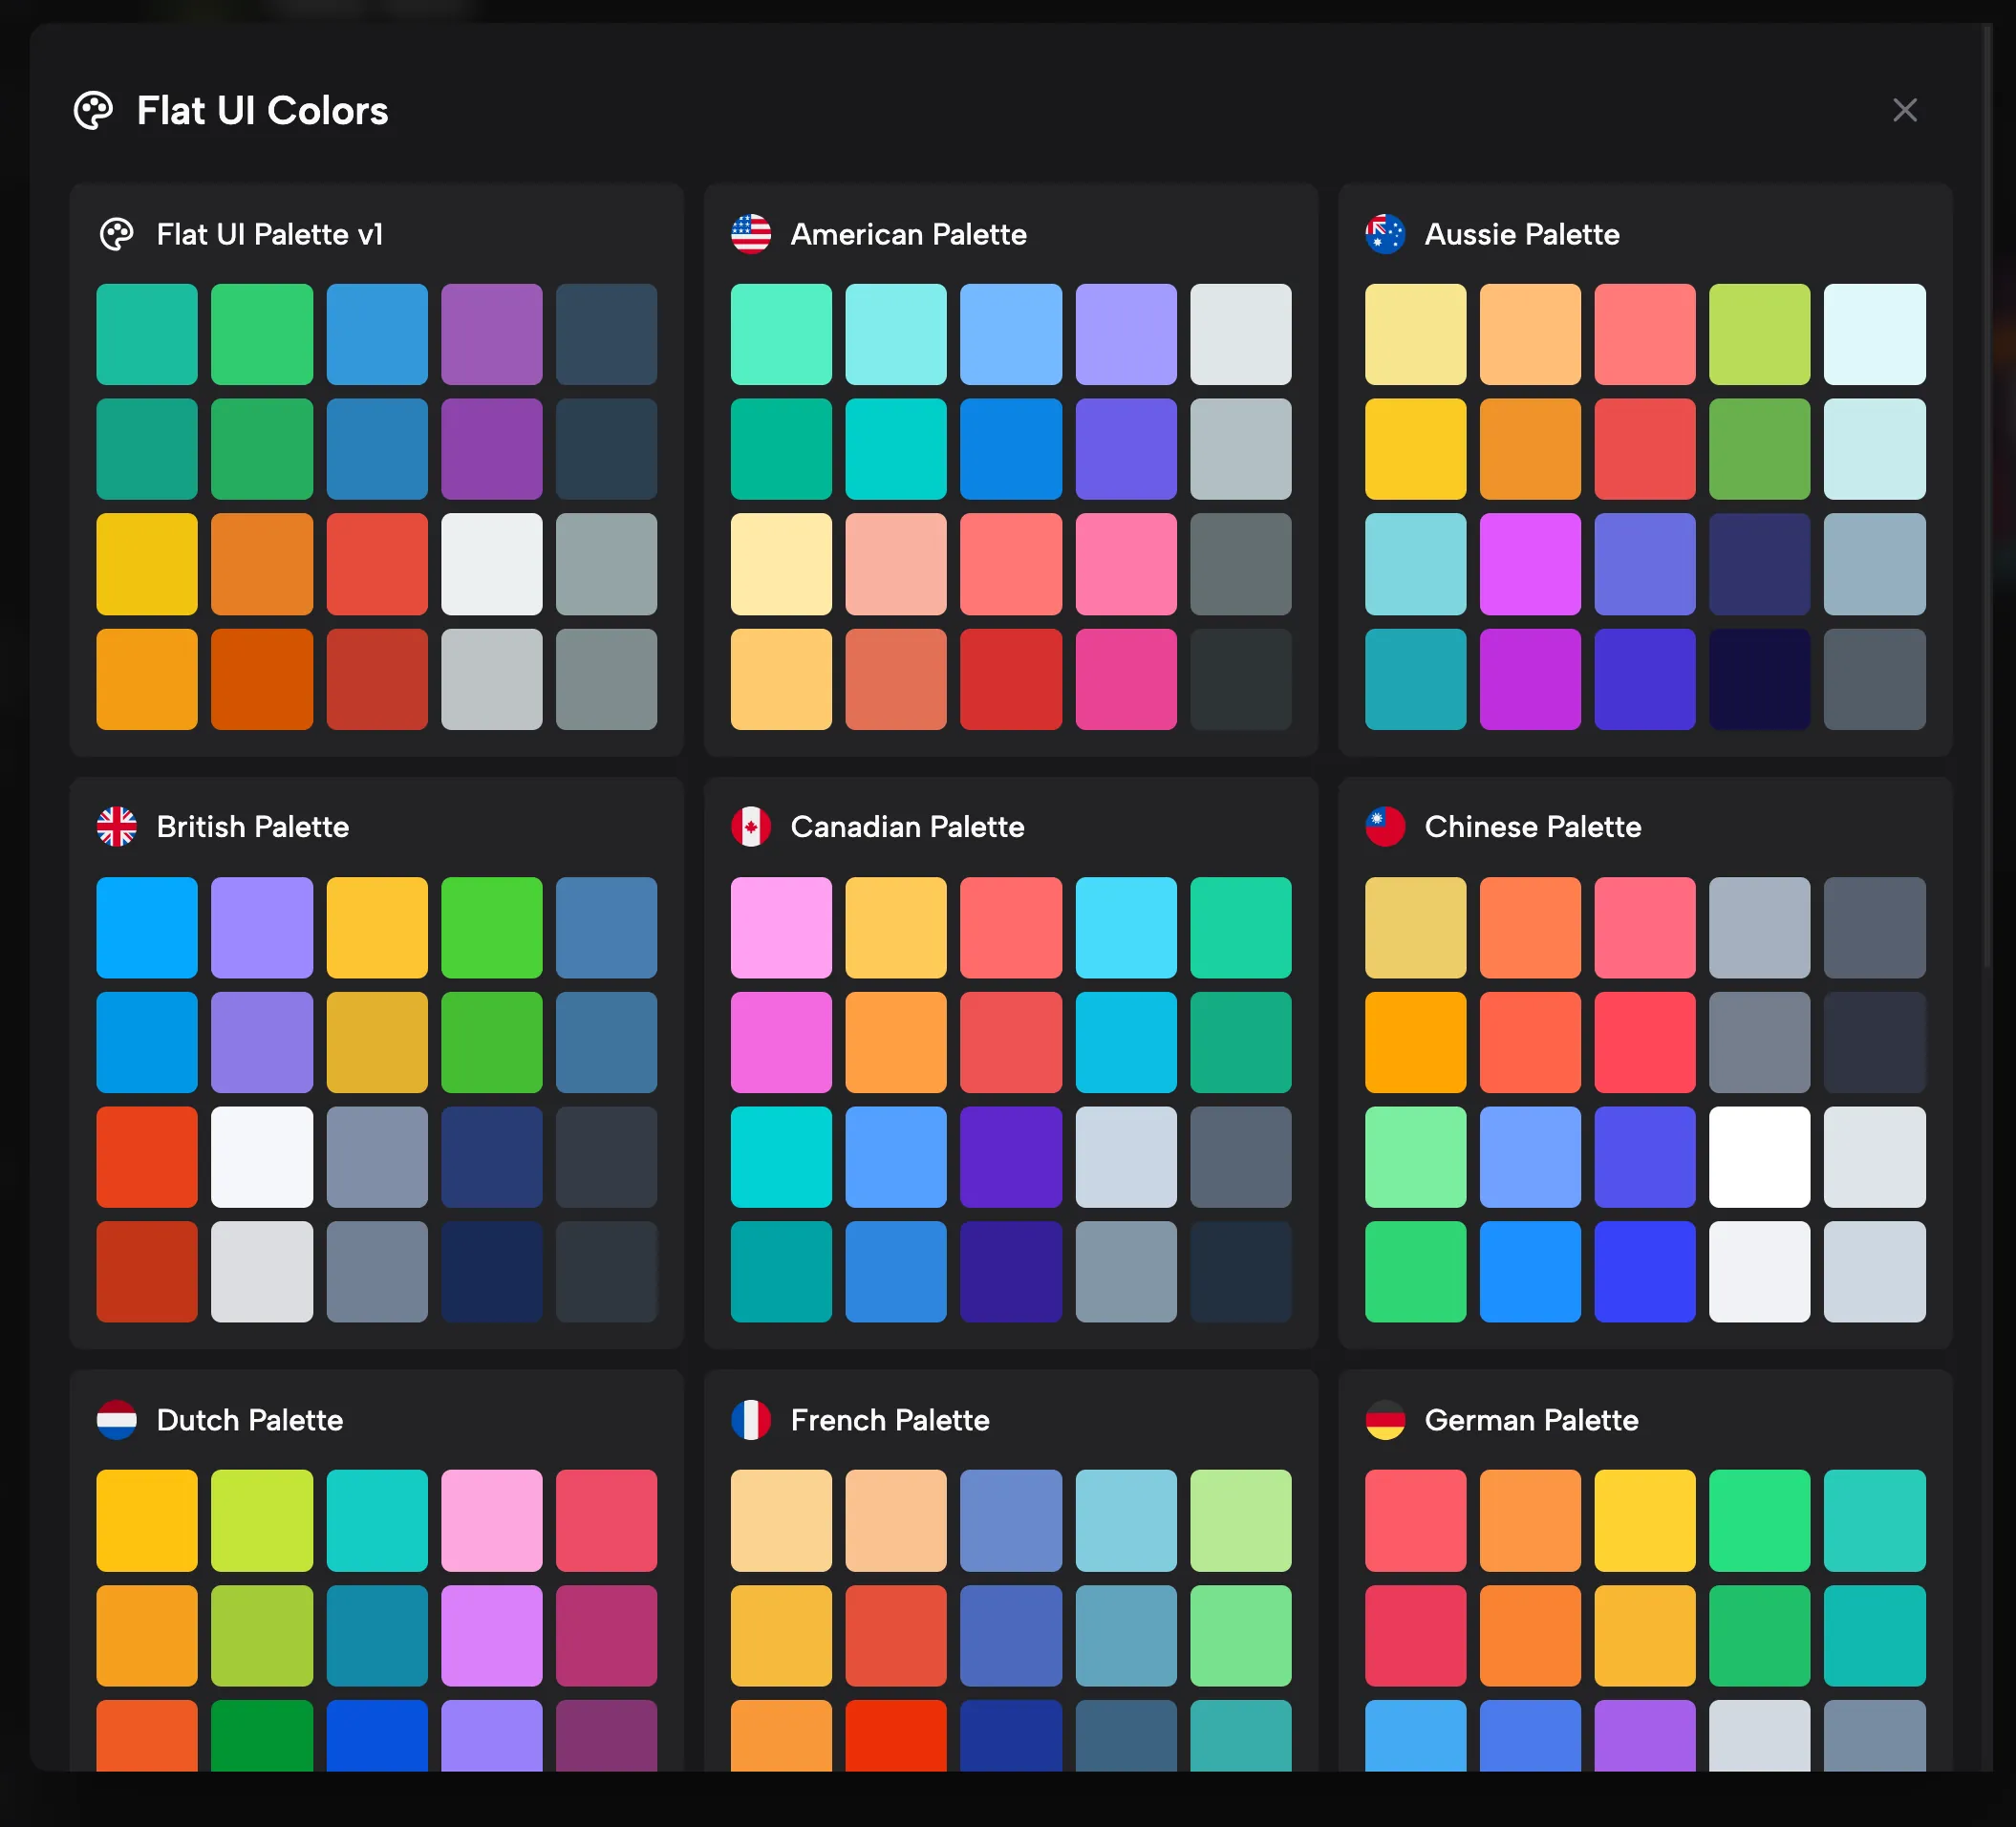 Flat UI Colors
Flat UI Palette v1
American Palette
Aussie Palette
British Palette
Canadian Palette
Chinese Palette
Dutch Palette
French Palette
German Palette